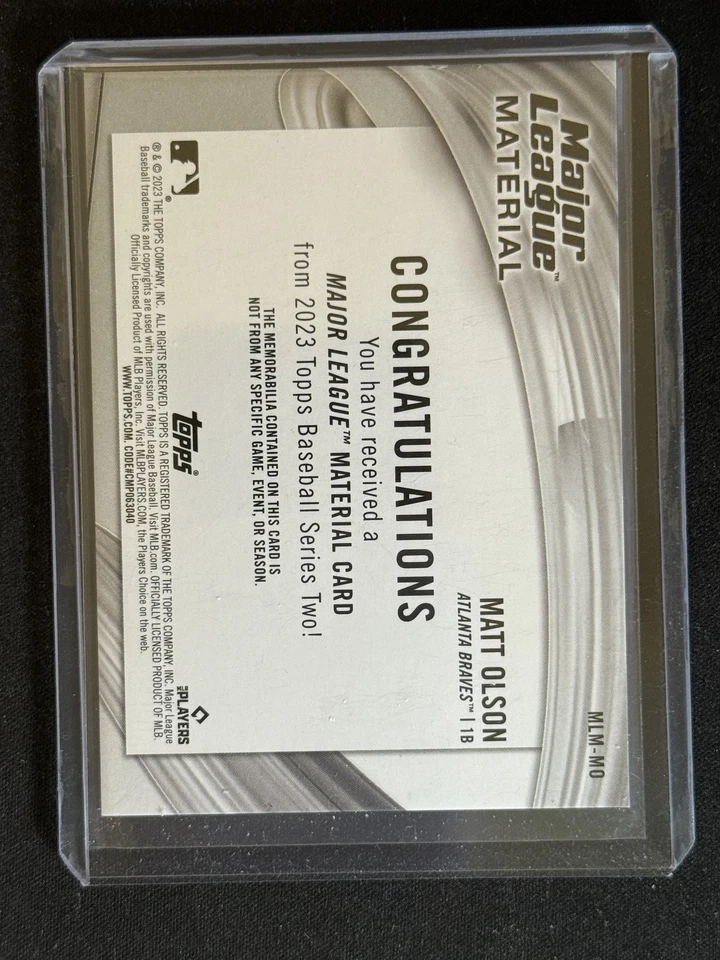 Major
League™
MATERIAL
MLM-MO
MATT OLSON
ATLANTA BRAVES™ | 1B
CONGRATULATIONS
You have received a
MAJOR LEAGUE™ MATERIAL CARD
from 2023 Topps Baseball Series Two!
THE MEMORABILIA CONTAINED ON THIS CARD IS
NOT FROM ANY SPECIFIC GAME, EVENT, OR SEASON.
®
topps®
MLB PLAYERS
® & © 2023 THE TOPPS COMPANY, INC. ALL RIGHTS RESERVED. TOPPS IS A REGISTERED TRADEMARK OF THE TOPPS COMPANY, INC. Major League
Baseball trademarks and copyrights are used with permission of Major League Baseball. Visit MLB.com. OFFICIALLY LICENSED PRODUCT OF MLB
Officially Licensed Product of MLB Players, Inc. Visit MLBPLAYERS.COM, the Players Choice on the web.
WWW.TOPPS.COM. CODE#CMP063040